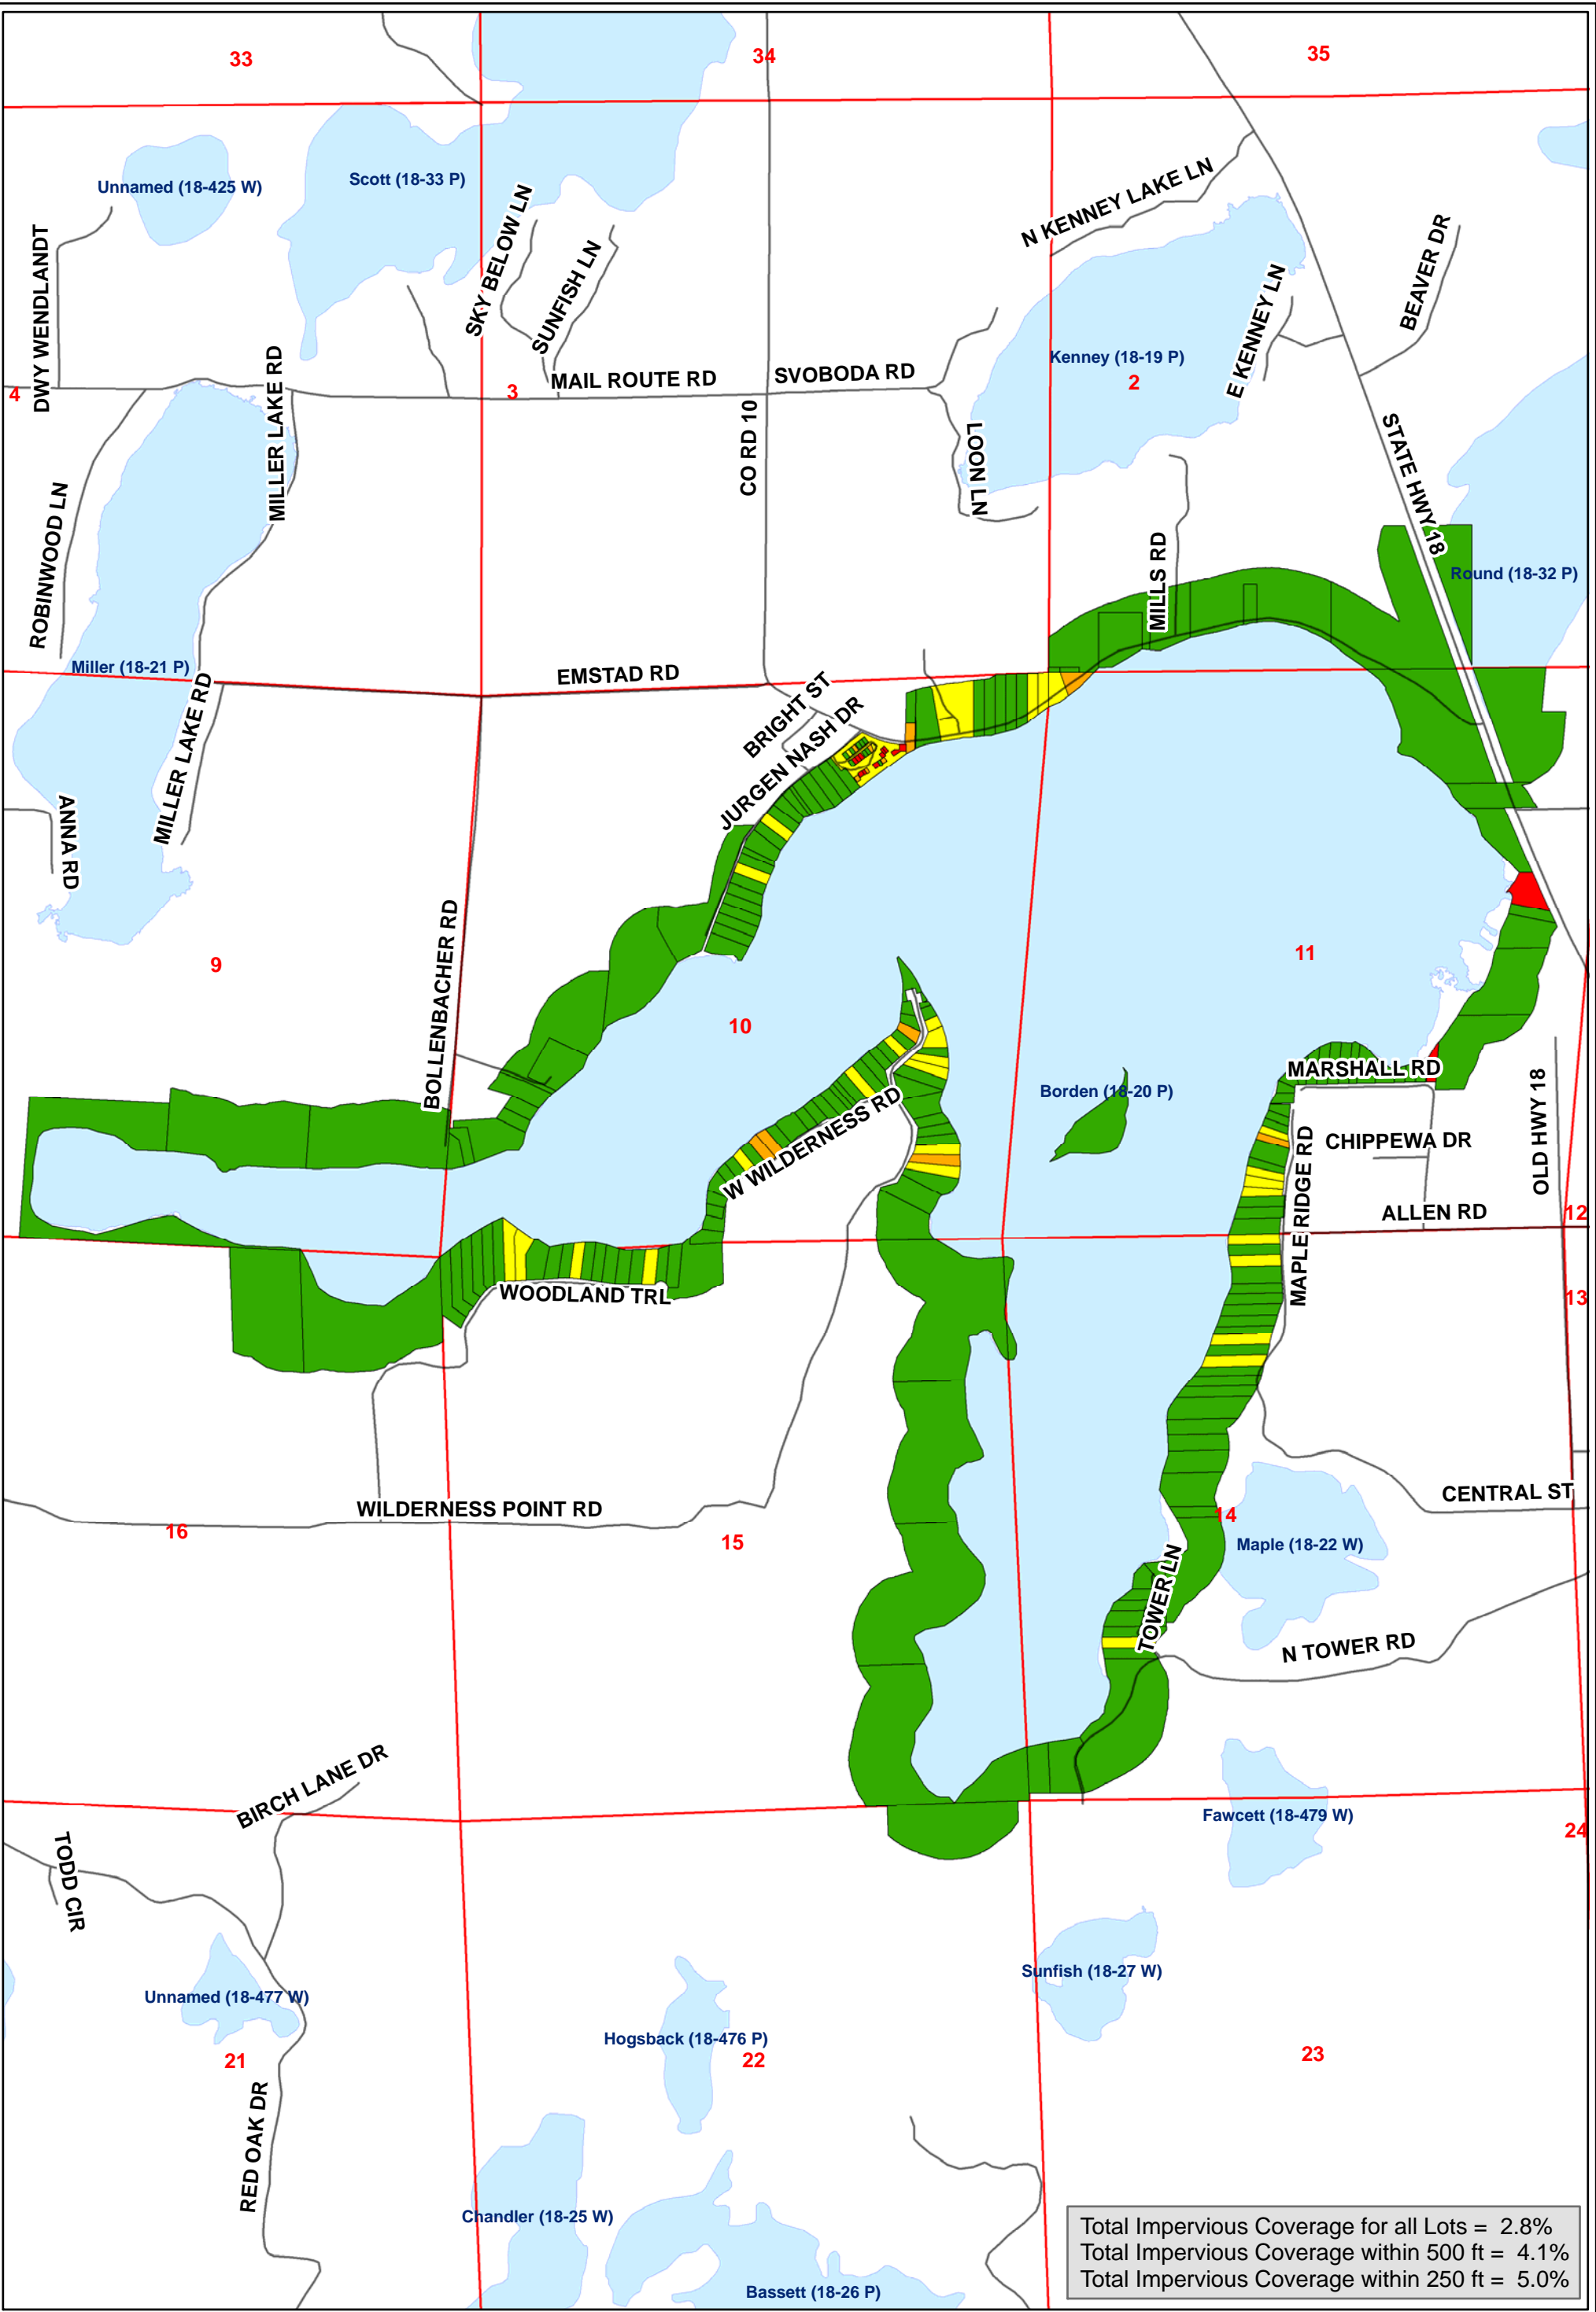 33
34
35
Unnamed (18-425 W)
Scott (18-33 P)
N KENNEY LAKE LN
DWY WENDLANDT
SKY BELOW LN
SUNFISH LN
BEAVER DR
E KENNEY LN
Kenney (18-19 P)
4
3
2
MILLER LAKE RD
MAIL ROUTE RD
SVOBODA RD
CO RD 10
LOON LN
STATE HWY 18
ROBINWOOD LN
MILLS RD
Round (18-32 P)
Miller (18-21 P)
EMSTAD RD
BRIGHT ST
JURGEN NASH DR
MILLER LAKE RD
ANNA RD
BOLLENBACHER RD
9
10
11
MARSHALL RD
Borden (18-20 P)
OLD HWY 18
CHIPPEWA DR
W WILDERNESS RD
MAPLE RIDGE RD
ALLEN RD
12
WOODLAND TRL
13
WILDERNESS POINT RD
CENTRAL ST
16
15
14
Maple (18-22 W)
TOWER LN
N TOWER RD
BIRCH LANE DR
Fawcett (18-479 W)
24
TODD CIR
Unnamed (18-477 W)
Sunfish (18-27 W)
Hogsback (18-476 P)
21
22
23
RED OAK DR
Chandler (18-25 W)
Bassett (18-26 P)
Total Impervious Coverage for all Lots = 2.8%
Total Impervious Coverage within 500 ft = 4.1%
Total Impervious Coverage within 250 ft = 5.0%